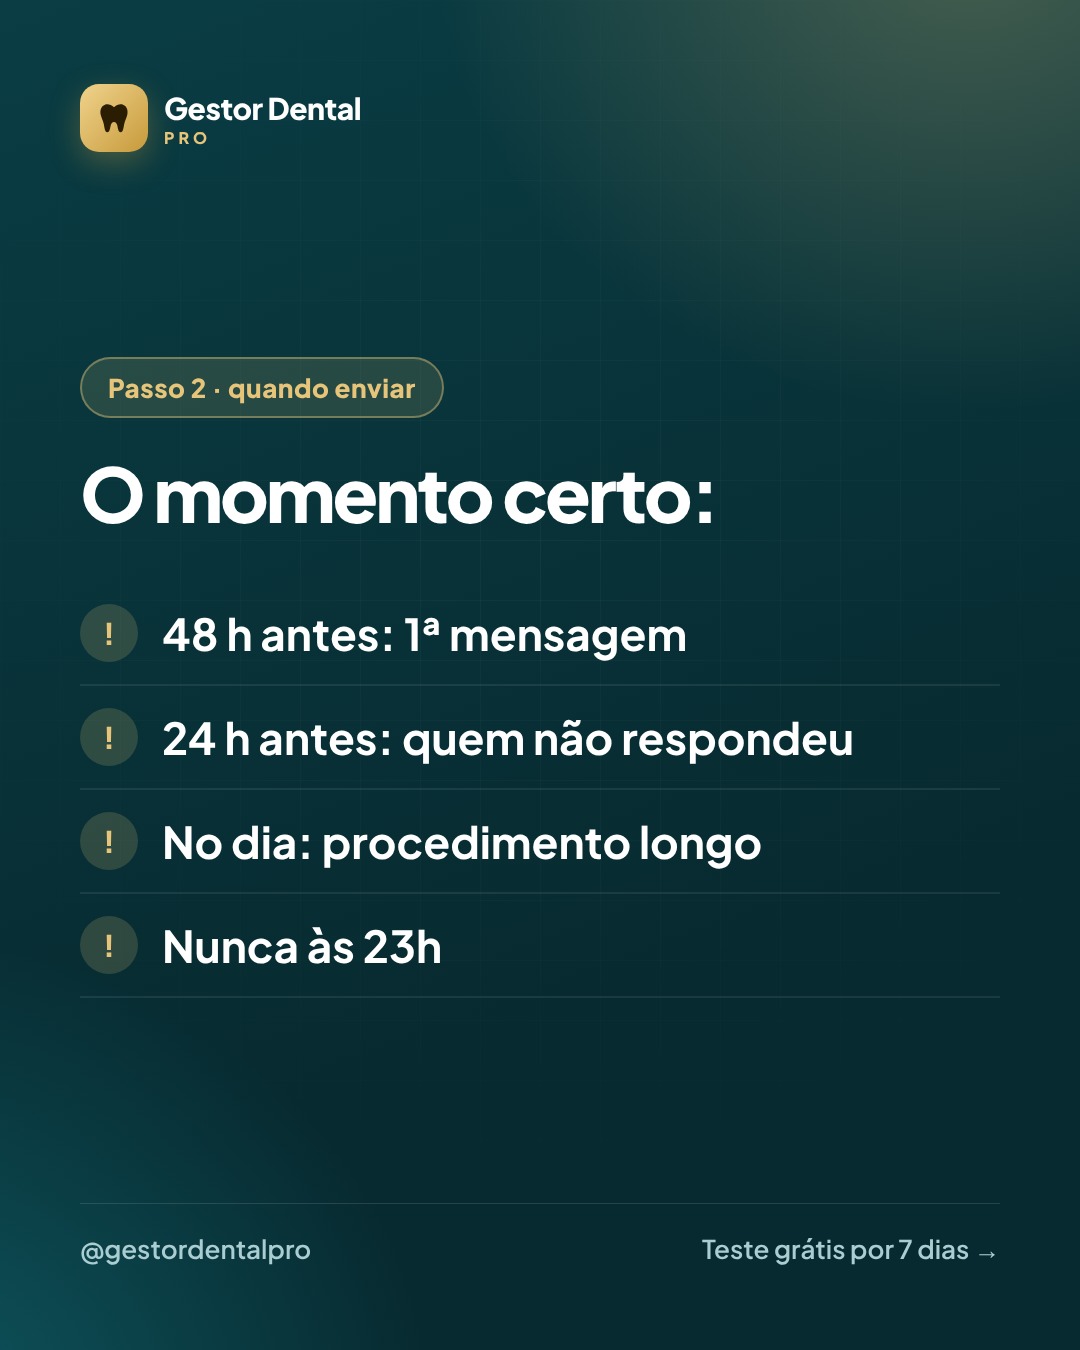 Gestor Dental
PRO
Passo 2 · quando enviar
O momento certo:
! 48 h antes: 1ª mensagem
! 24 h antes: quem não respondeu
! No dia: procedimento longo
! Nunca às 23h
@gestordentalpro
Teste grátis por 7 dias →